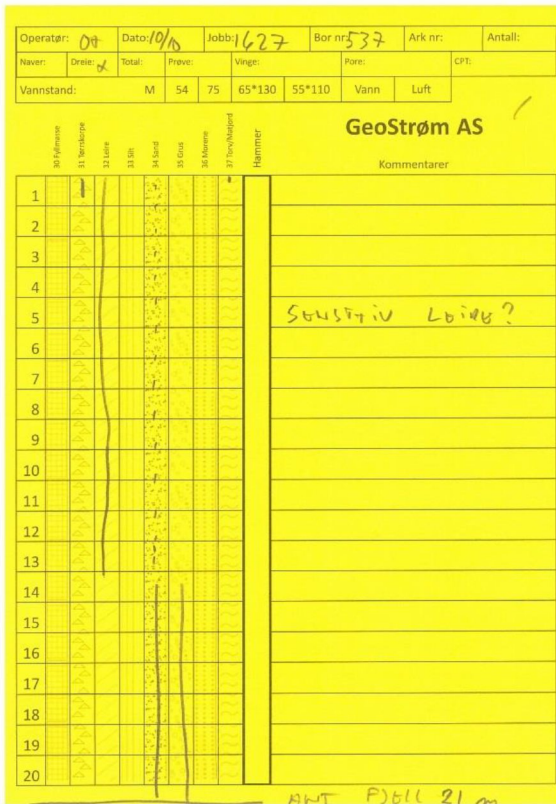 Operatør: OO Dato: 10/10 Jobb: 1627 Bor nr: 537 Ark nr: Antall:
Naver: Dreie: x Total: Prøve: Vinge: Pore: CPT:
Vannstand: M 54 75 65*130 55*110 Vann Luft
GeoStrøm AS
30 Fyllmasse 31 Tørrskorpe 32 Leire 33 Silt 34 Sand 35 Grus 36 Morene 37 Torv/Matjord Hammer
Kommentarer
1
2
3
4
5 SENSITIV LEIRE?
6
7
8
9
10
11
12
13
14
15
16
17
18
19
20
ANT FJELL 21 m